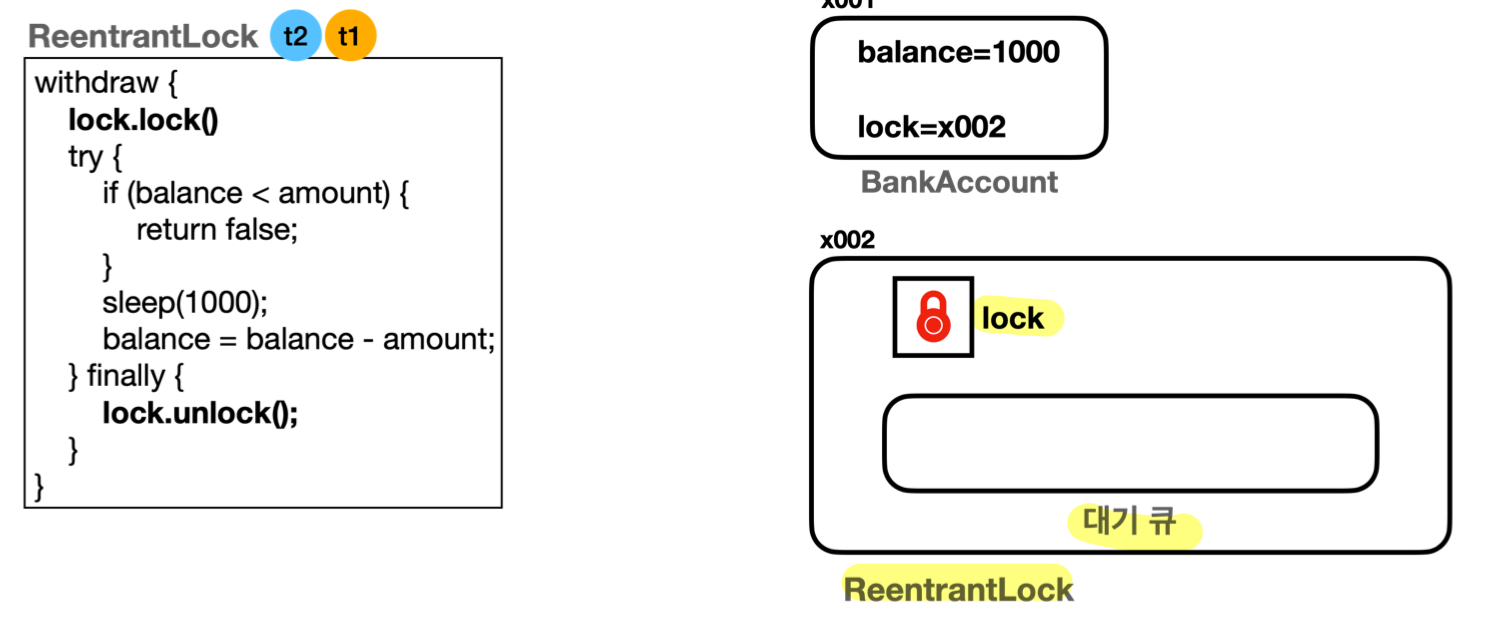 ReentrantLock t2 t1
withdraw {
lock.lock()
try {
if (balance < amount) {
return false;
}
sleep(1000);
balance = balance - amount;
} finally {
lock.unlock();
}
}
x001
balance=1000
lock=x002
BankAccount
x002
lock
대기 큐
ReentrantLock